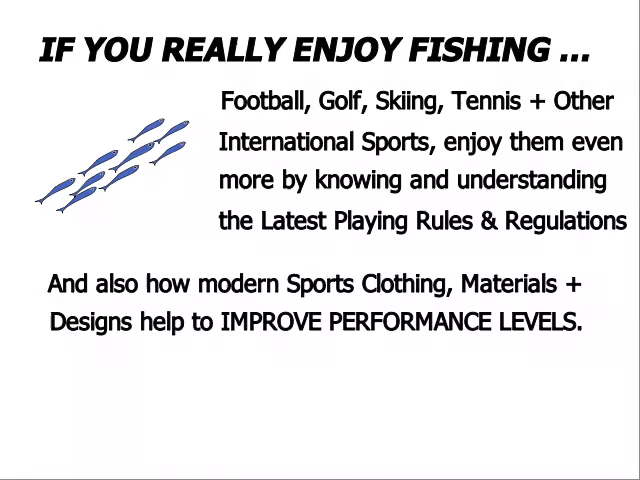 IF YOU REALLY ENJOY FISHING ...
Football, Golf, Skiing, Tennis + Other
International Sports, enjoy them even
more by knowing and understanding
the Latest Playing Rules & Regulations
And also how modern Sports Clothing, Materials +
Designs help to IMPROVE PERFORMANCE LEVELS.